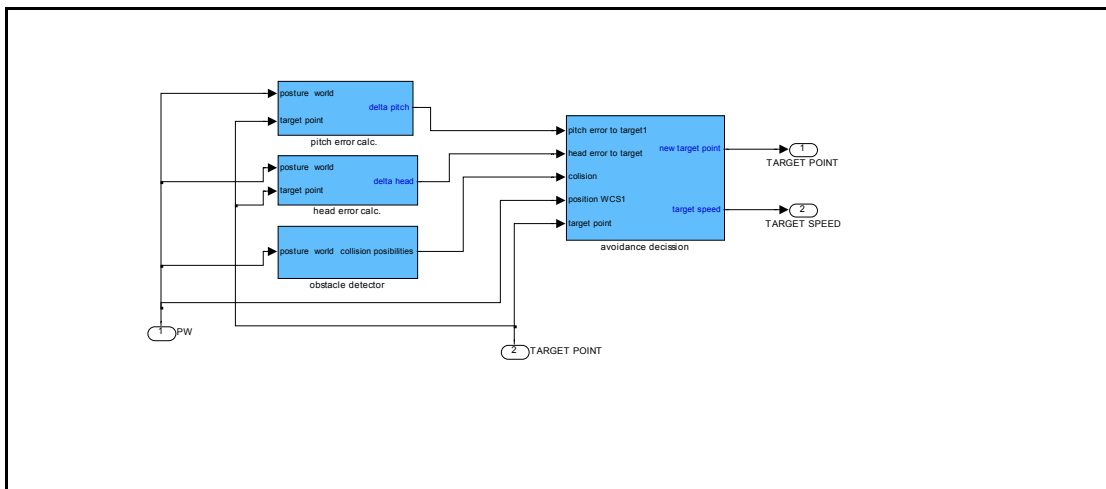 posture world
delta pitch
target point
pitch error calc.
posture world
delta head
target point
head error calc.
posture world collision posibilities
obstacle detector
pitch error to target1
new target point
head error to target
colision
position WCS1
target speed
target point
avoidance decission
1
TARGET POINT
2
TARGET SPEED
1 PW
2 TARGET POINT